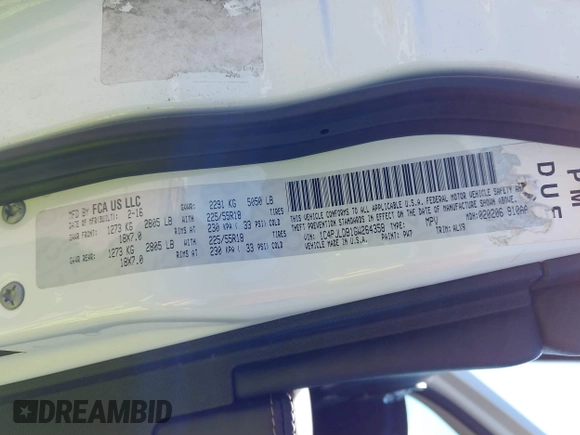 MFD BY FCA US LLC
DATE OF MFR(BUILT): 2-16
GVWR: 2291 KG 5050 LB
GAWR FRONT: 1273 KG 2805 LB WITH 225/55R18 TIRES
18X7.0 RIMS AT 230 KPA ( 33 PSI) COLD
GAWR REAR: 1273 KG 2805 LB WITH 225/55R18 TIRES
18X7.0 RIMS AT 230 KPA ( 33 PSI) COLD
THIS VEHICLE CONFORMS TO ALL APPLICABLE U.S.A. FEDERAL MOTOR VEHICLE SAFETY AND
THEFT PREVENTION STANDARDS IN EFFECT ON THE DATE OF MANUFACTURE SHOWN ABOVE.
VEHICLE MADE IN U.S.A.
VIN: 1C4PJLDB1GW264358 TYPE: MPV MDH: 020206 910AA
PAINT: PW7 TRIM: ALX9
PM
DUE
DREAMBID